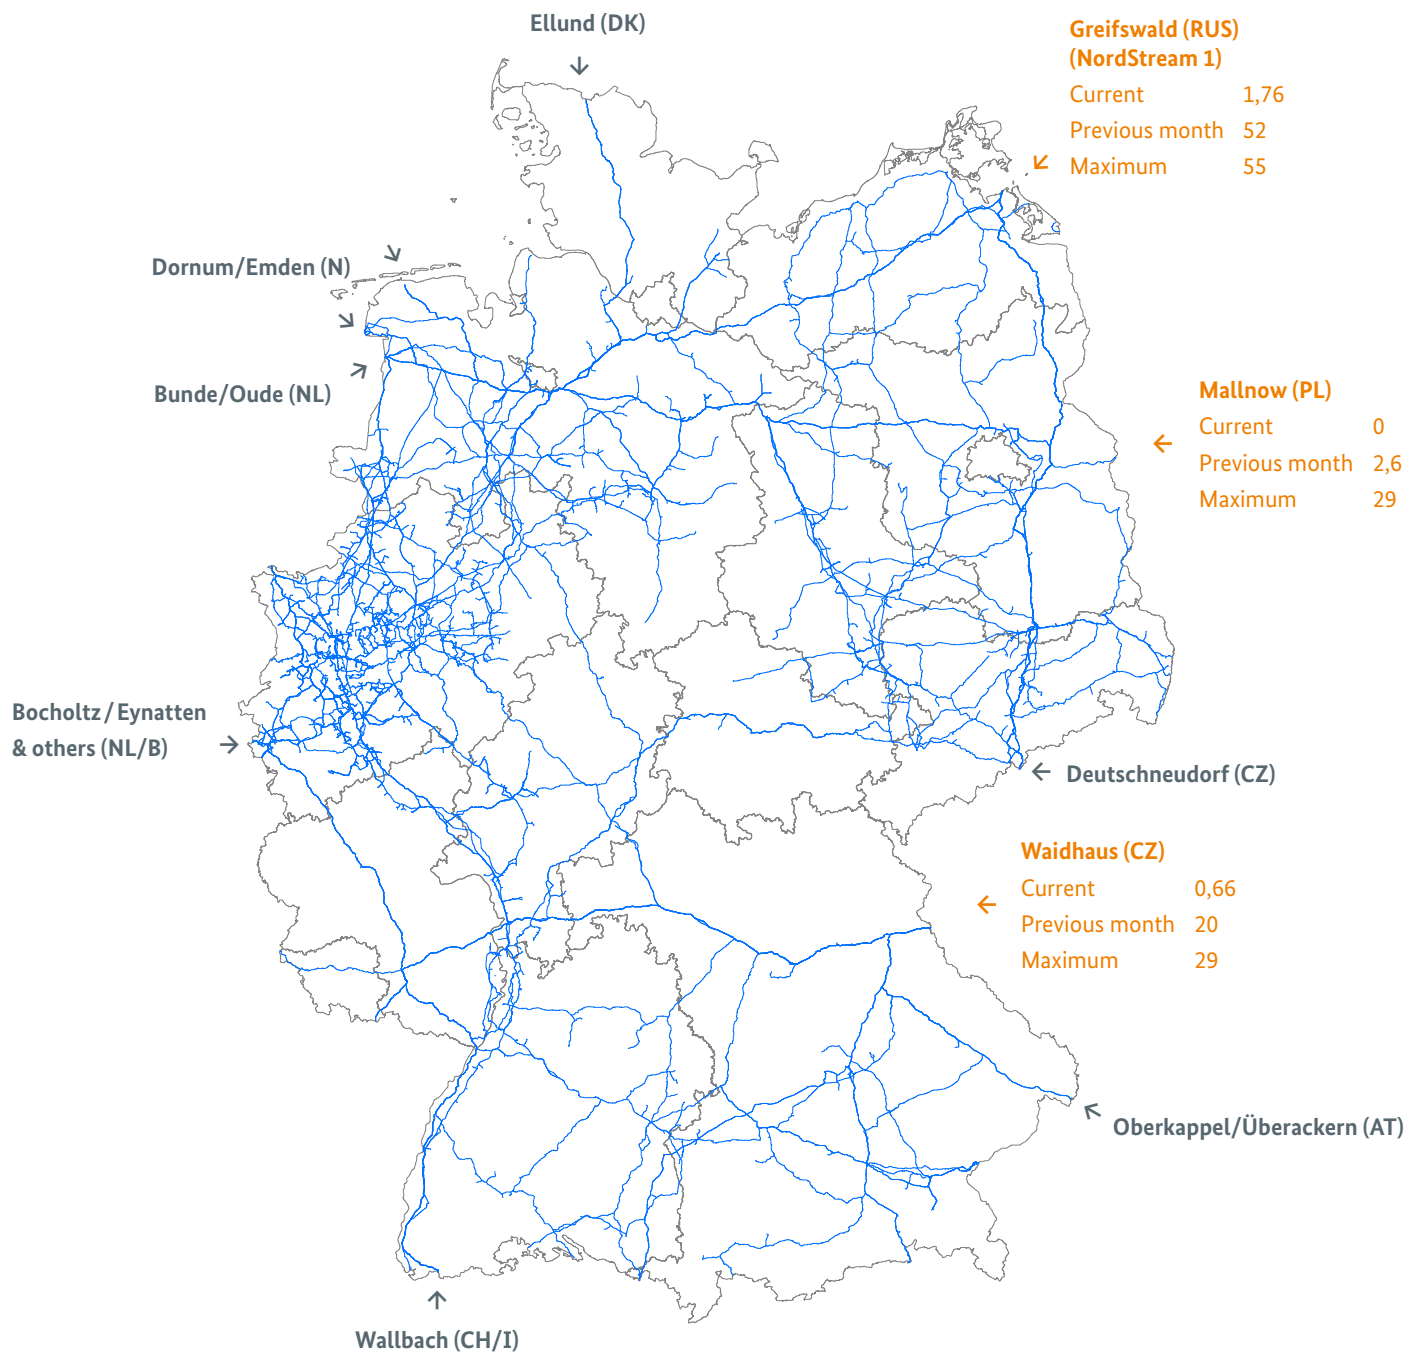 Ellund (DK)
Greifswald (RUS)
(NordStream 1)
Current 1,76
Previous month 52
Maximum 55
Dornum/Emden (N)
Bunde/Oude (NL)
Mallnow (PL)
Current 0
Previous month 2,6
Maximum 29
Bocholtz / Eynatten
& others (NL/B)
Deutschneudorf (CZ)
Waidhaus (CZ)
Current 0,66
Previous month 20
Maximum 29
Oberkappel/Überackern (AT)
Wallbach (CH/I)